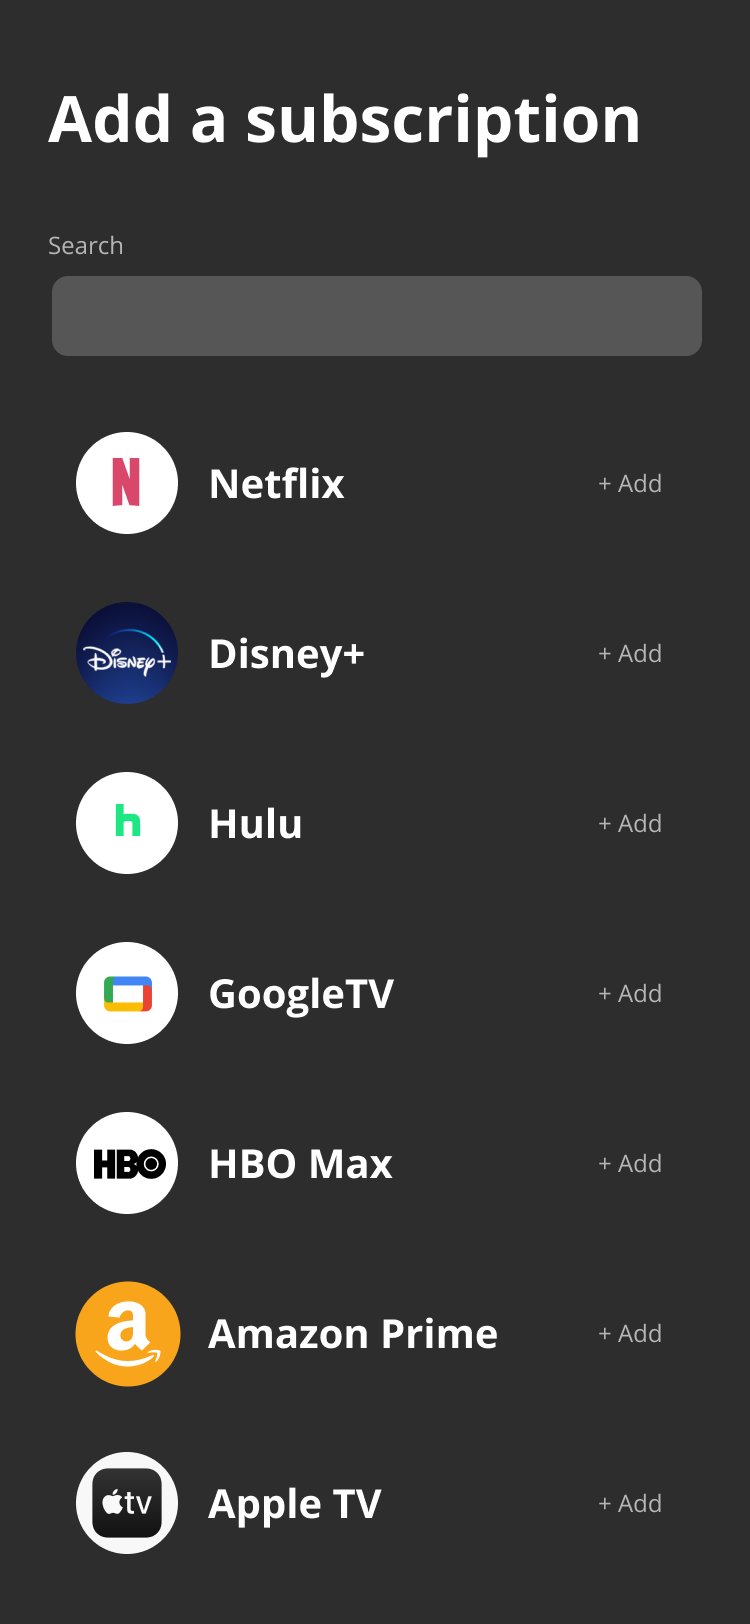 Add a subscription
Search
N
Netflix
+ Add
Disney+
Disney+
+ Add
h
Hulu
+ Add
GoogleTV
+ Add
HBO
HBO Max
+ Add
a
Amazon Prime
+ Add
tv
Apple TV
+ Add